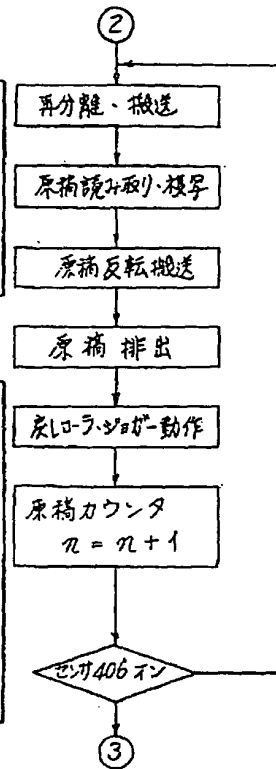 ②
再分離・搬送
原稿読み取り・複写
原稿反転搬送
原稿排出
戻しローラ・ジョガー動作
原稿カウンタ
n = n + 1
センサ406オン
③